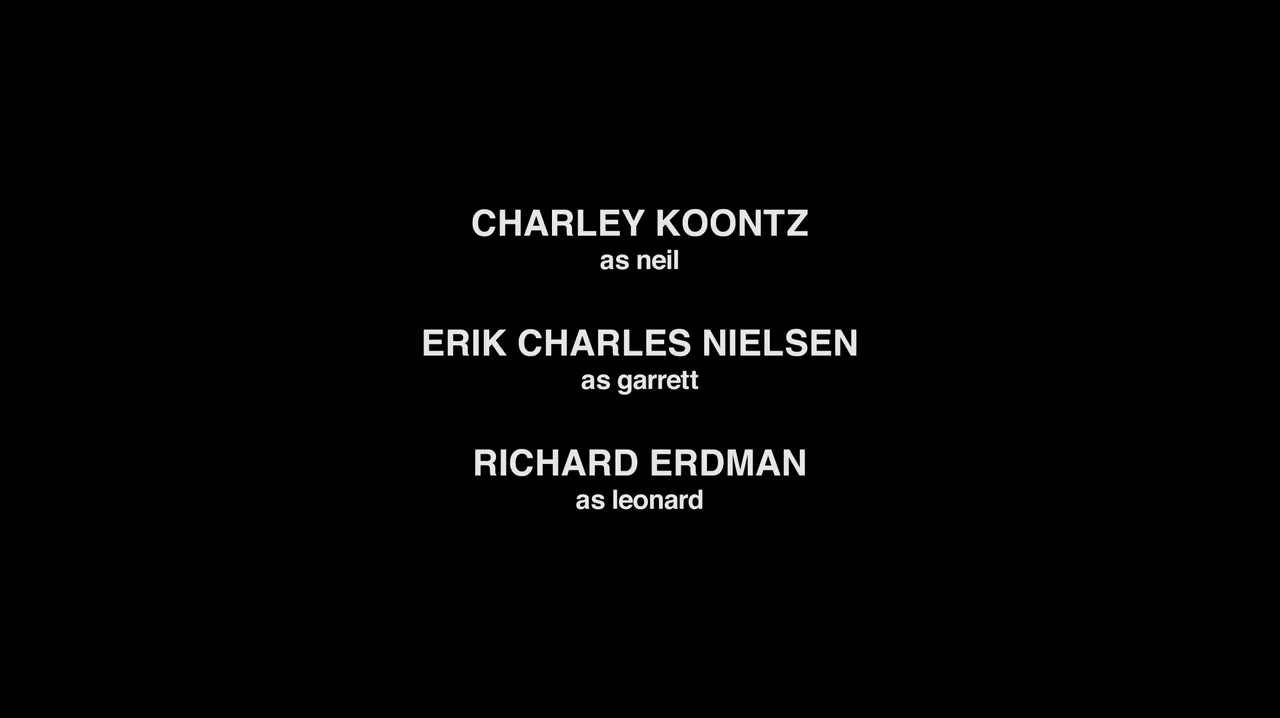 CHARLEY KOONTZ
as neil
ERIK CHARLES NIELSEN
as garrett
RICHARD ERDMAN
as leonard